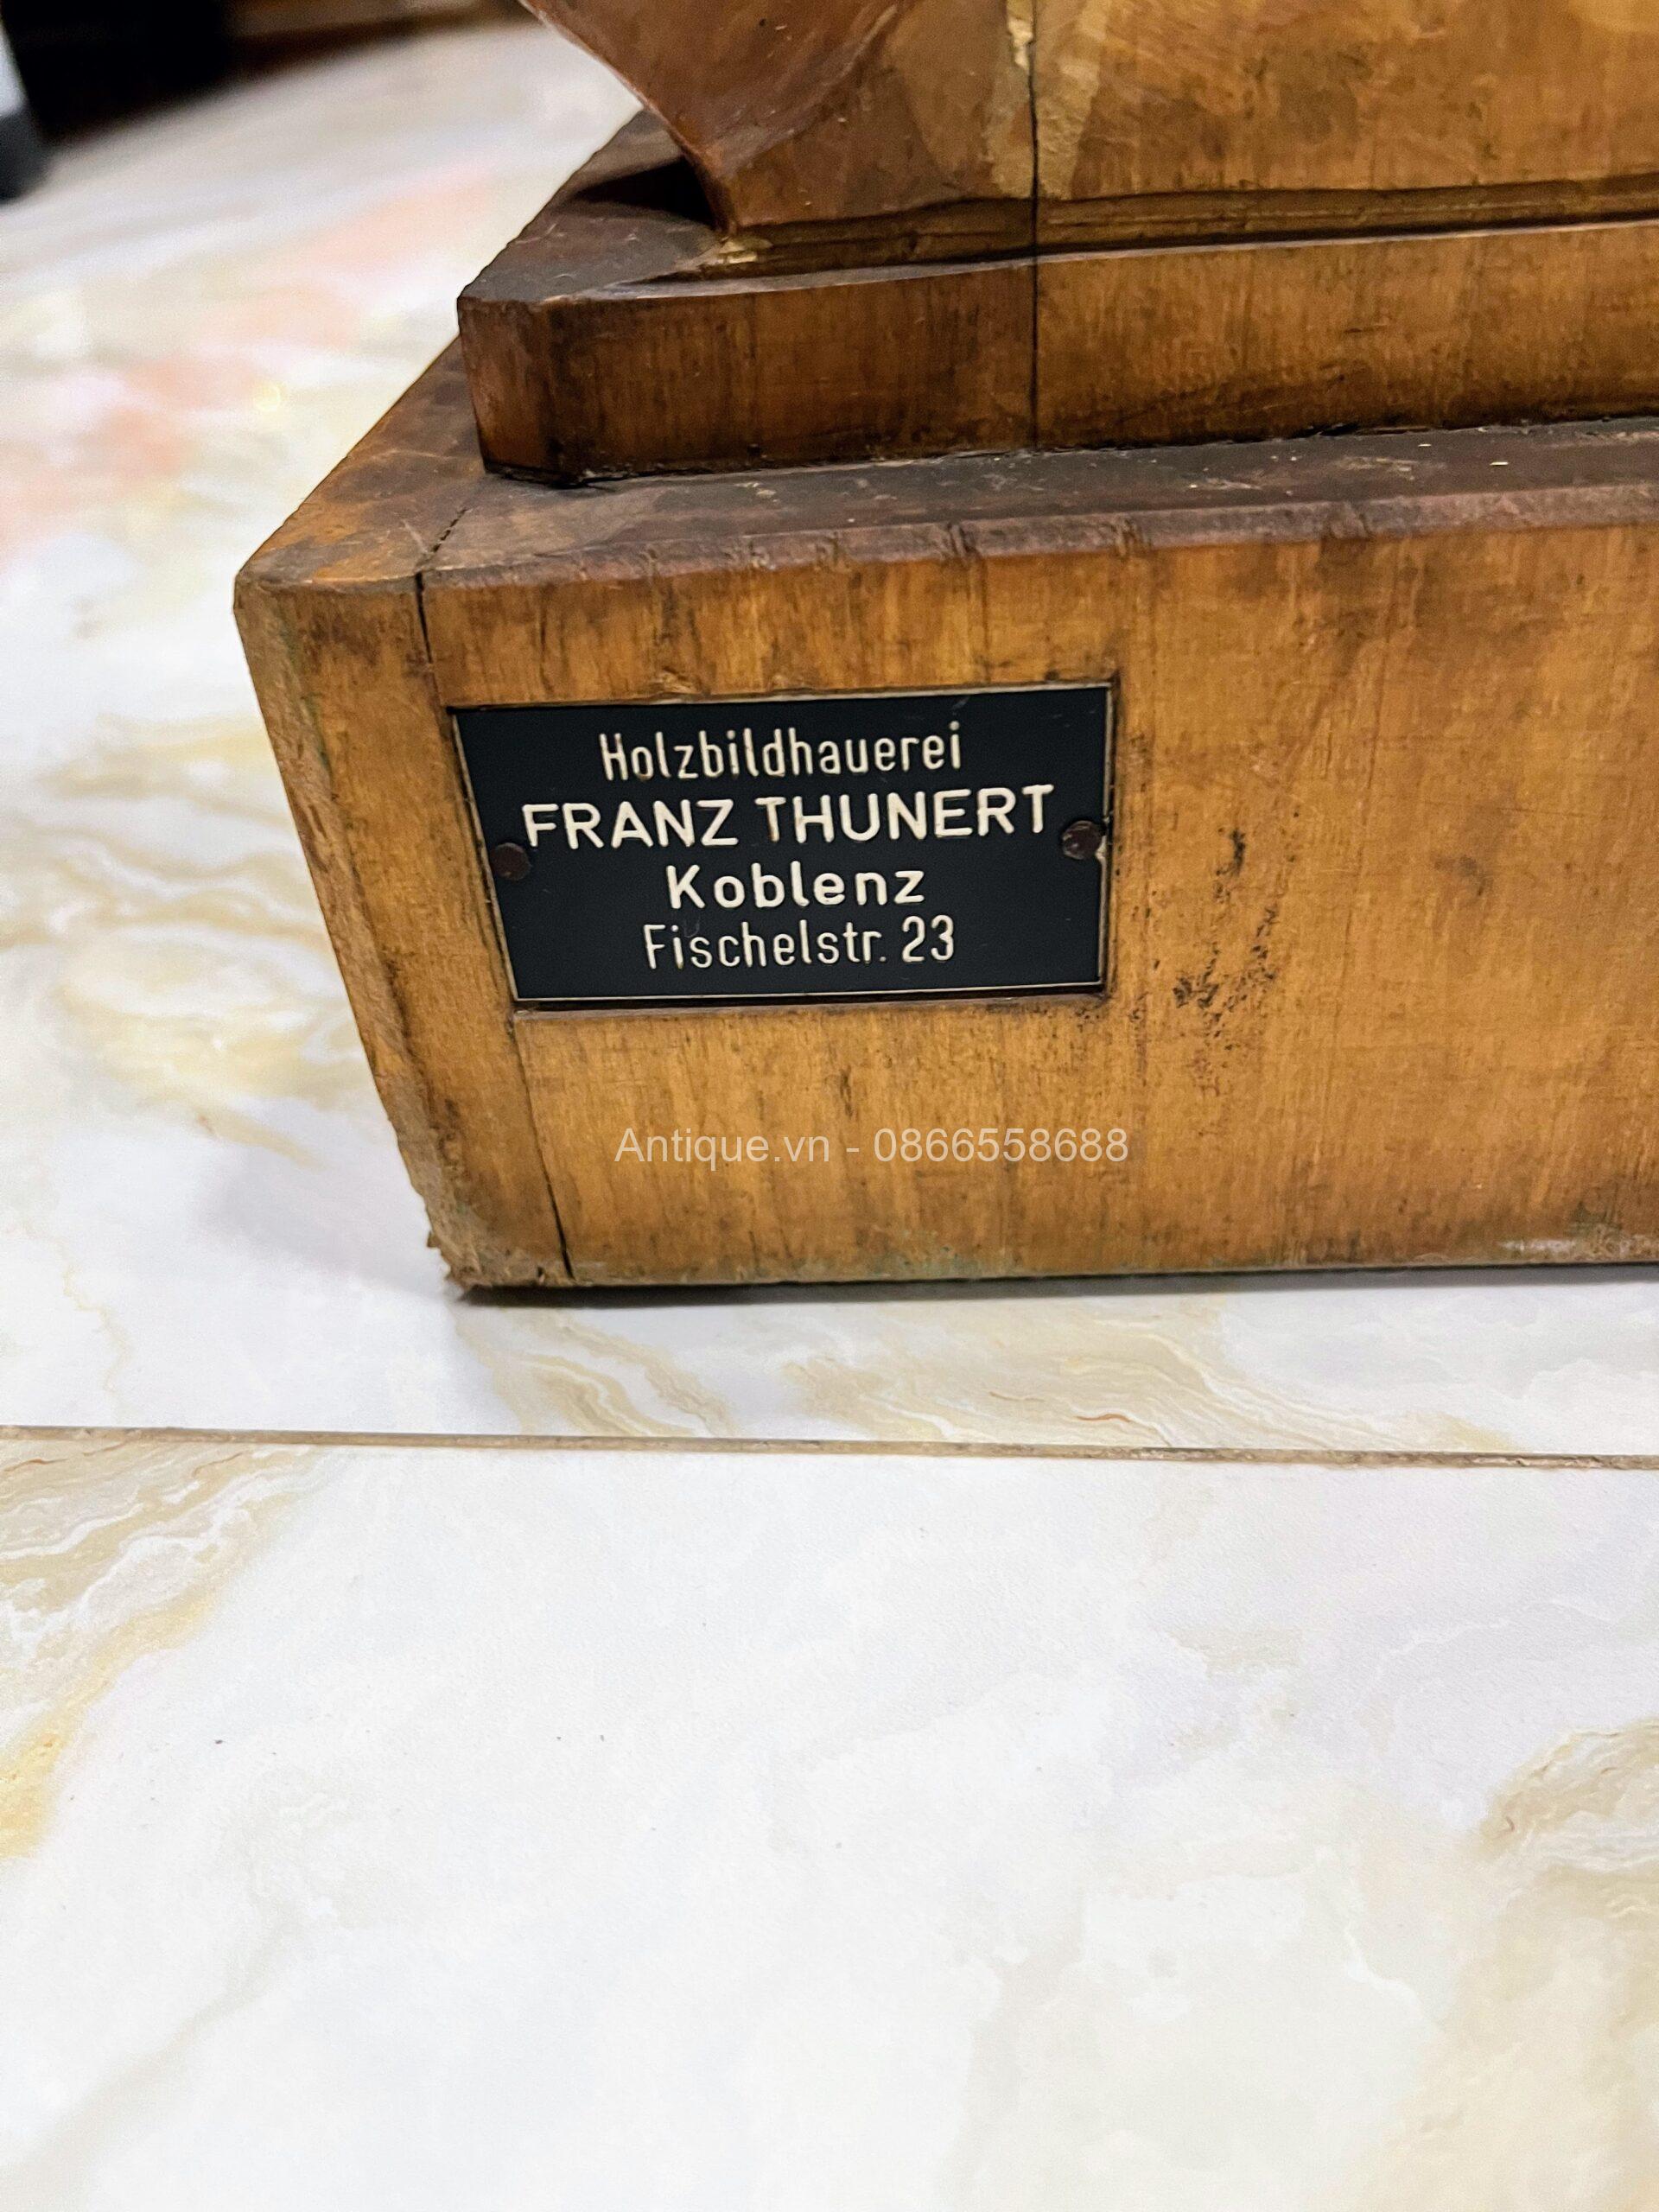 Holzbildhauerei
FRANZ THUNERT
Koblenz
Fischelstr. 23
Antique.vn - 0866558688